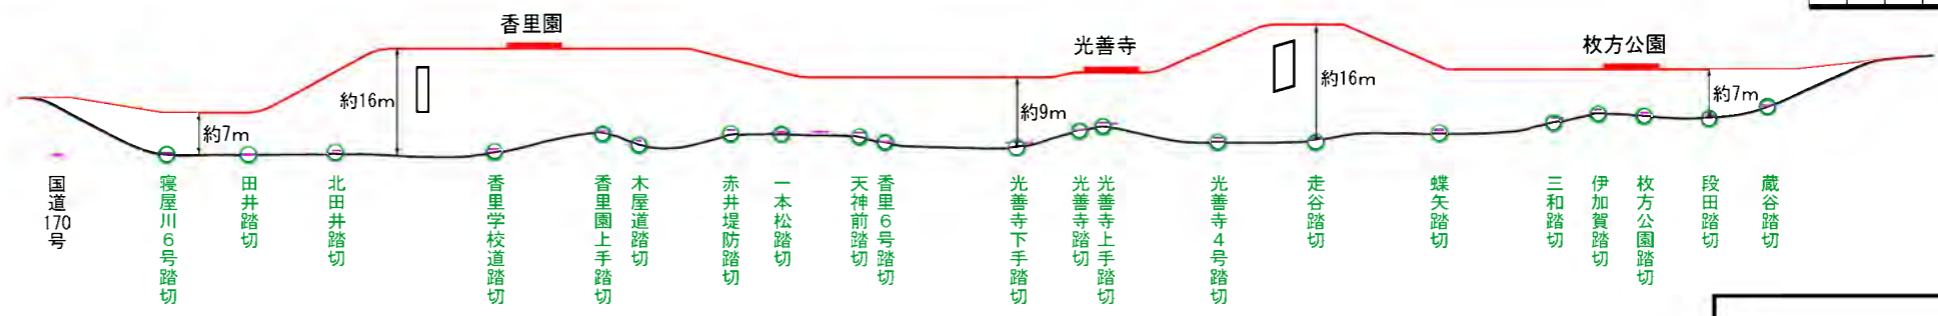 香里園
光善寺
枚方公園
約7m
約16m
約9m
約16m
約7m
国道170号
寝屋川6号踏切
田井踏切
北田井踏切
香里学校道踏切
香里園上手踏切
木屋道踏切
赤井堤防踏切
一本松踏切
天神前踏切
香里6号踏切
光善寺下手踏切
光善寺踏切
光善寺上手踏切
光善寺4号踏切
走谷踏切
蝶矢踏切
三和踏切
伊加賀踏切
枚方公園踏切
段田踏切
蔵谷踏切